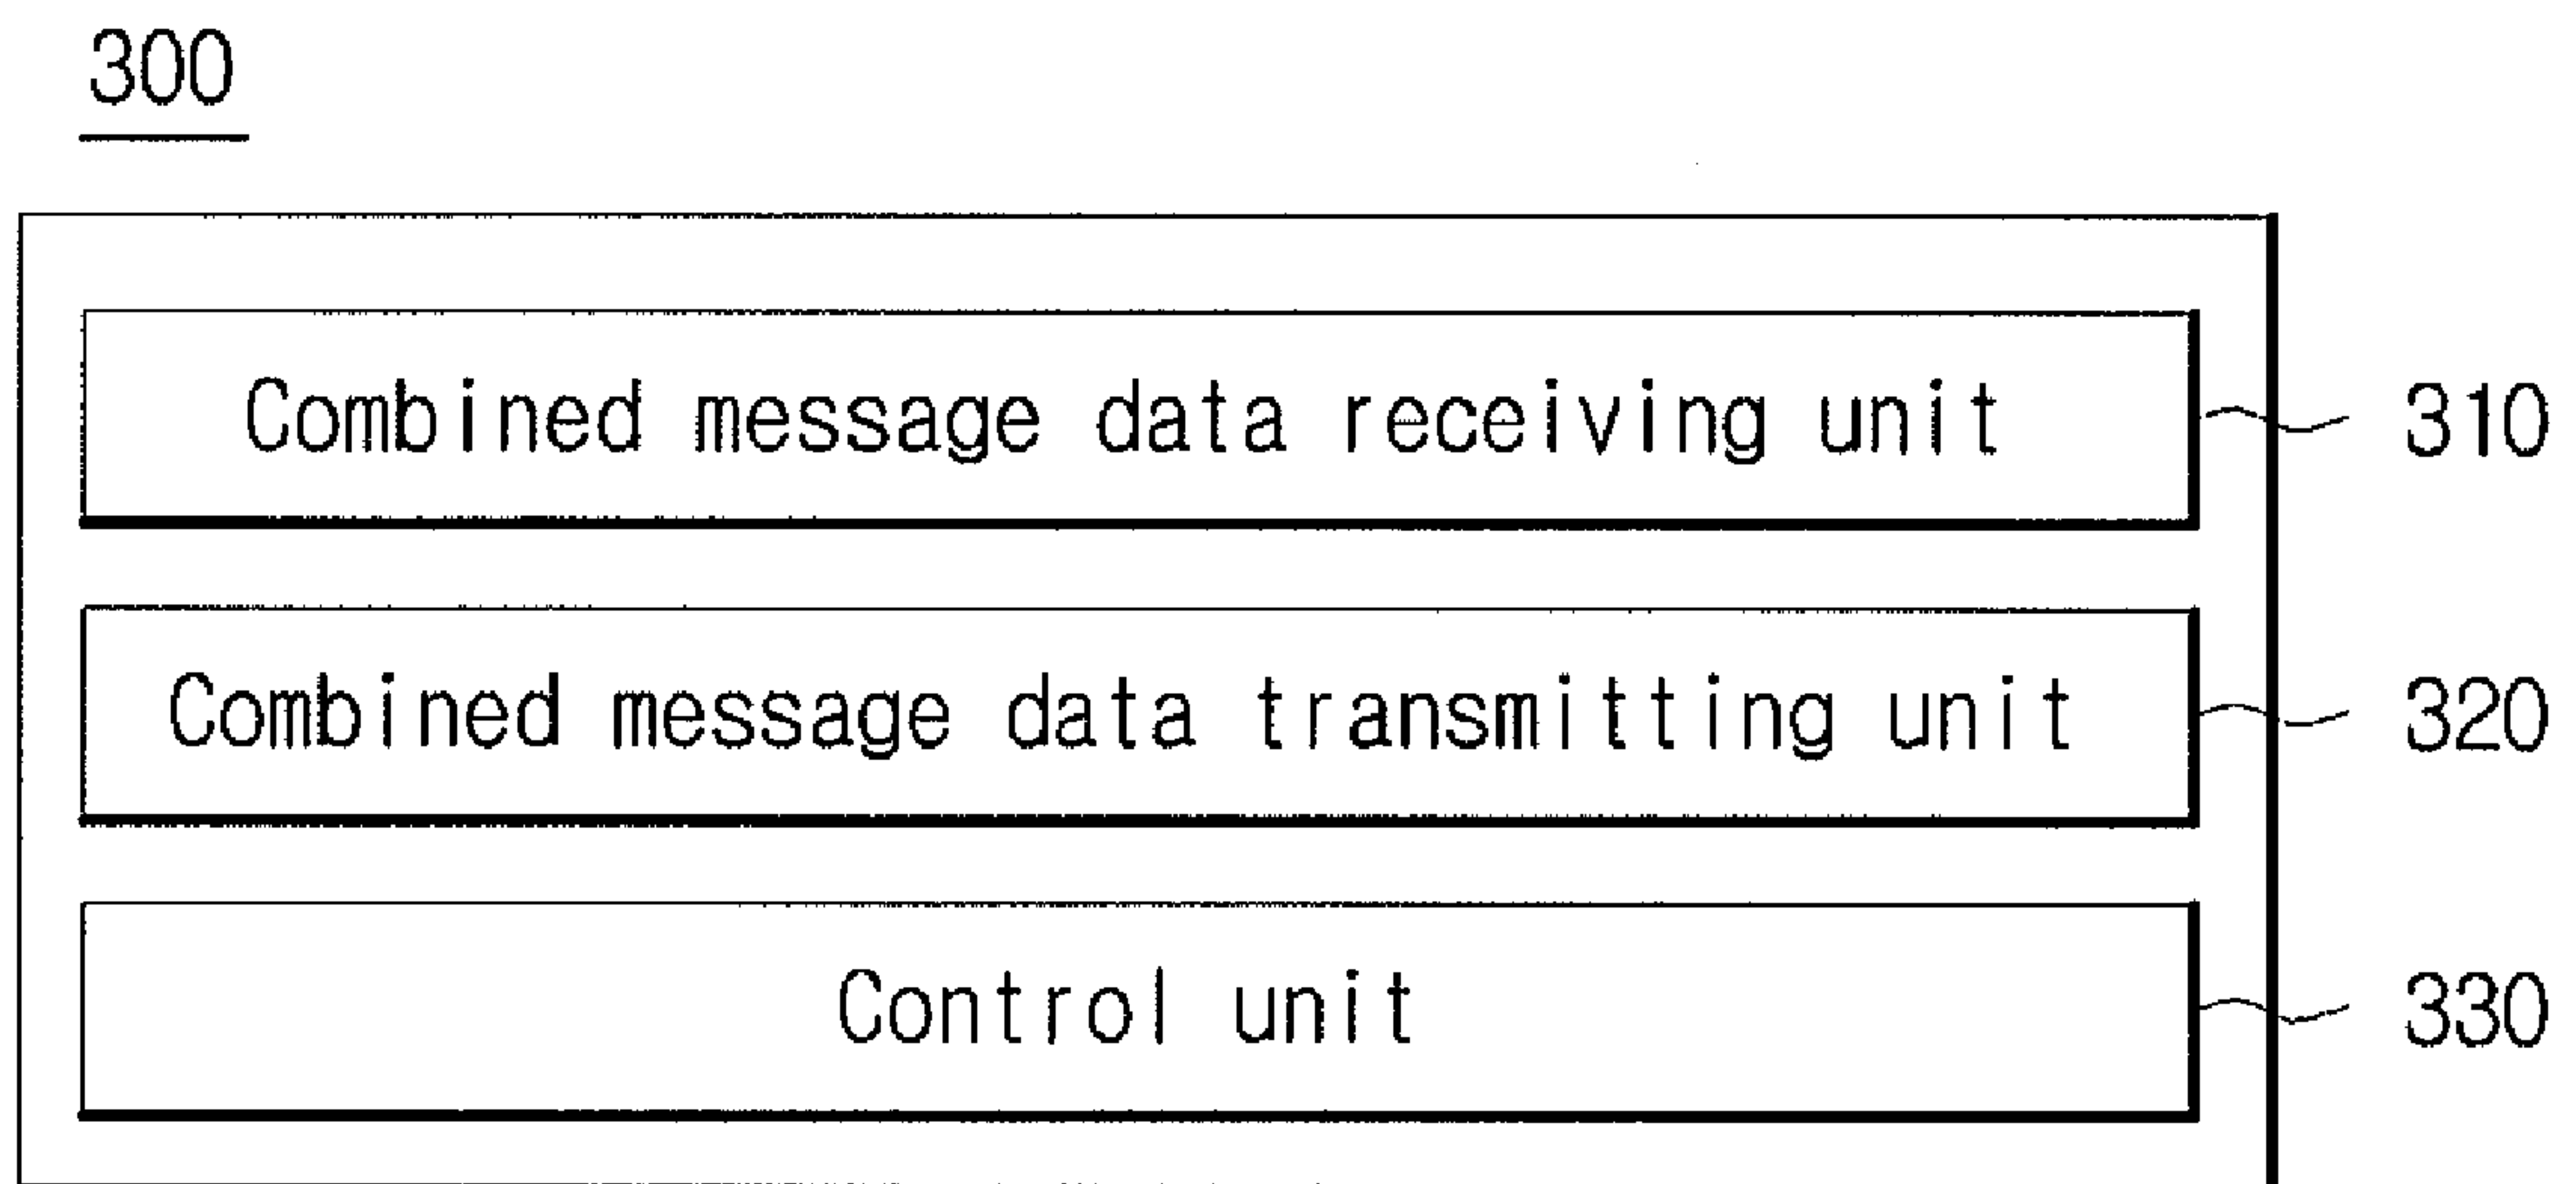 300
Combined message data receiving unit 310
Combined message data transmitting unit 320
Control unit 330